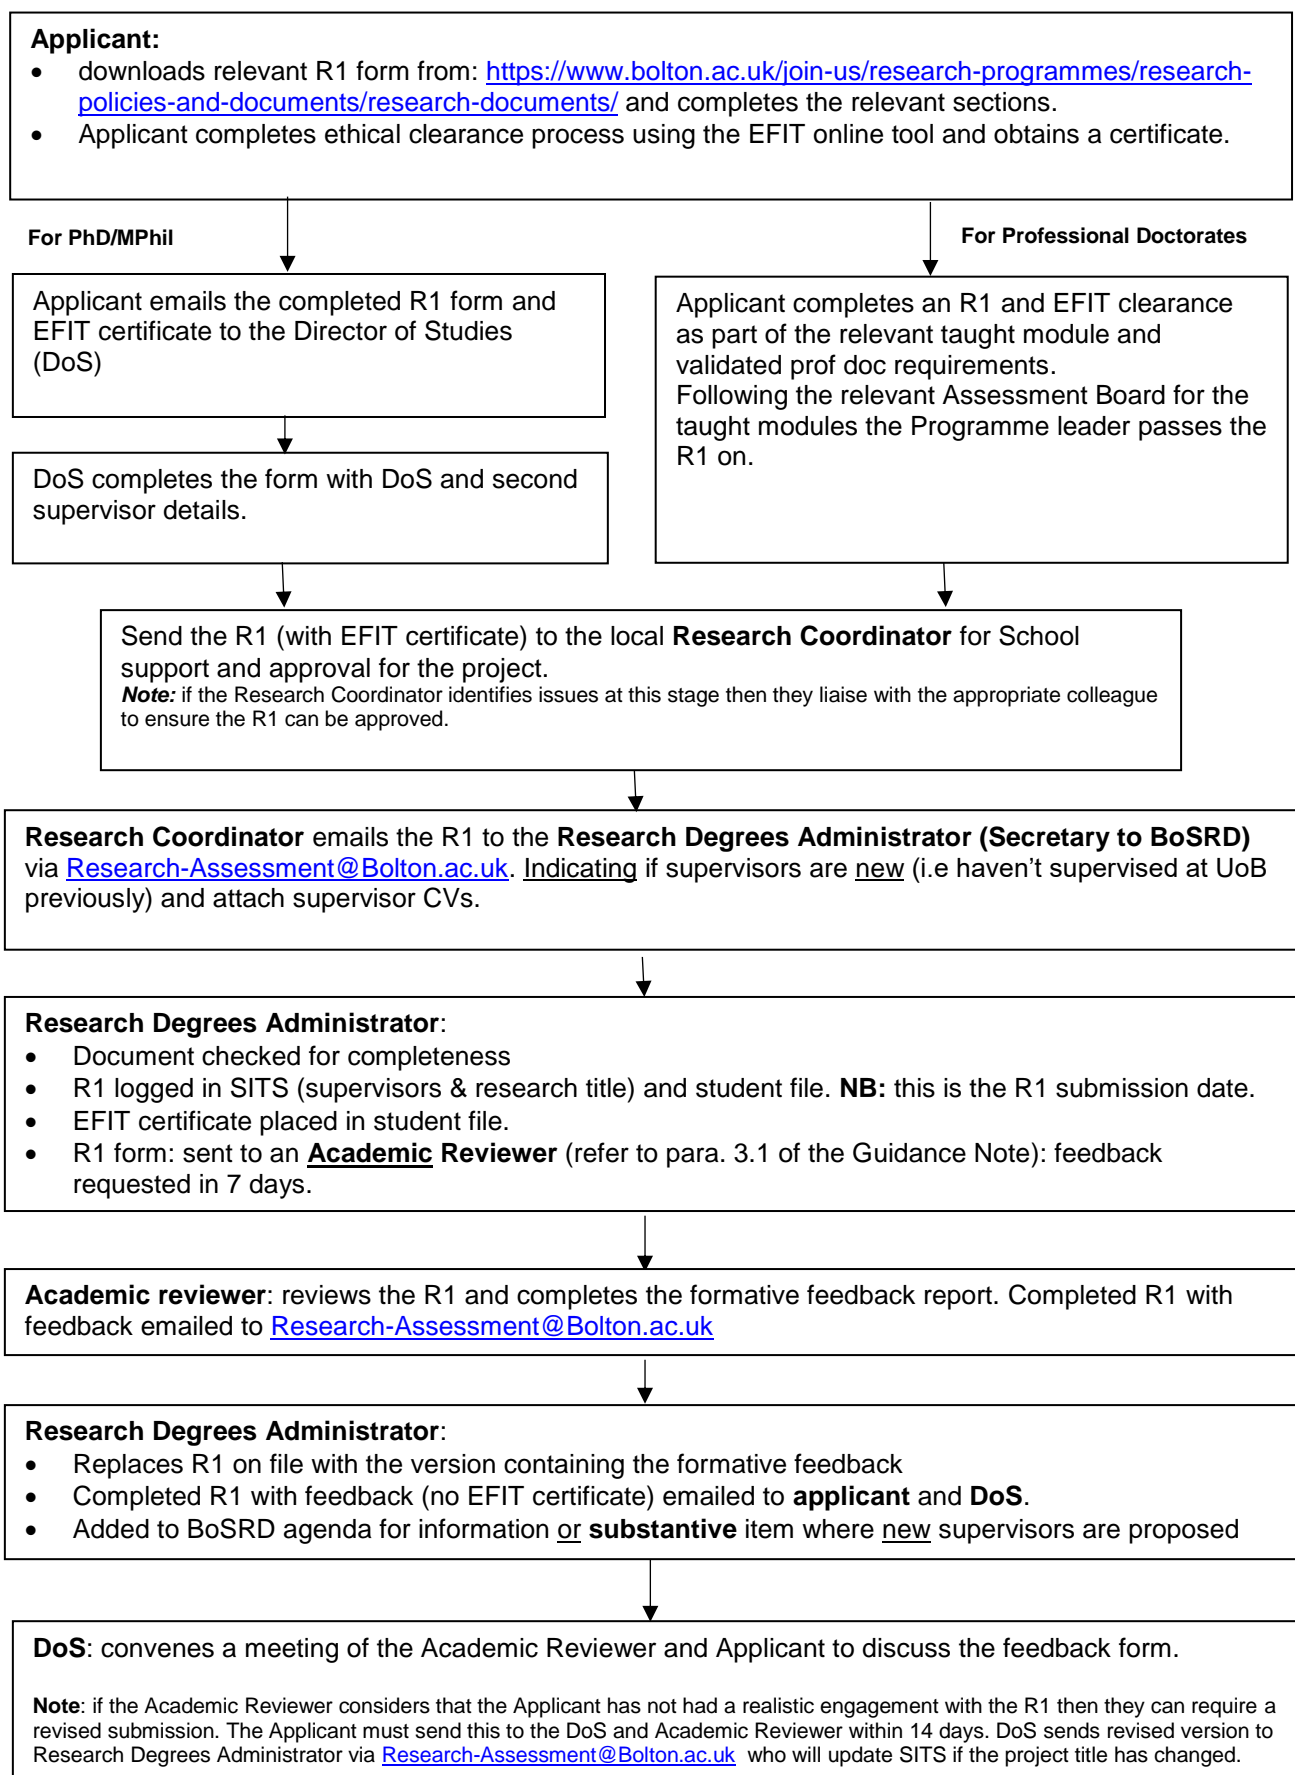 Applicant:
• downloads relevant R1 form from: https://www.bolton.ac.uk/join-us/research-programmes/research-
policies-and-documents/research-documents/ and completes the relevant sections.
• Applicant completes ethical clearance process using the EFIT online tool and obtains a certificate.
For PhD/MPhil
For Professional Doctorates
Applicant emails the completed R1 form and
EFIT certificate to the Director of Studies
(DoS)
DoS completes the form with DoS and second
supervisor details.
Applicant completes an R1 and EFIT clearance
as part of the relevant taught module and
validated prof doc requirements.
Following the relevant Assessment Board for the
taught modules the Programme leader passes the
R1 on.
Send the R1 (with EFIT certificate) to the local Research Coordinator for School
support and approval for the project.
Note: if the Research Coordinator identifies issues at this stage then they liaise with the appropriate colleague
to ensure the R1 can be approved.
Research Coordinator emails the R1 to the Research Degrees Administrator (Secretary to BoSRD)
via Research-Assessment@Bolton.ac.uk. Indicating if supervisors are new (i.e haven't supervised at UoB
previously) and attach supervisor CVs.
Research Degrees Administrator:
• Document checked for completeness
• R1 logged in SITS (supervisors & research title) and student file. NB: this is the R1 submission date.
• EFIT certificate placed in student file.
• R1 form: sent to an Academic Reviewer (refer to para. 3.1 of the Guidance Note): feedback
requested in 7 days.
Academic reviewer: reviews the R1 and completes the formative feedback report. Completed R1 with
feedback emailed to Research-Assessment@Bolton.ac.uk
Research Degrees Administrator:
• Replaces R1 on file with the version containing the formative feedback
• Completed R1 with feedback (no EFIT certificate) emailed to applicant and DoS.
• Added to BoSRD agenda for information or substantive item where new supervisors are proposed
DoS: convenes a meeting of the Academic Reviewer and Applicant to discuss the feedback form.
Note: if the Academic Reviewer considers that the Applicant has not had a realistic engagement with the R1 then they can require a
revised submission. The Applicant must send this to the DoS and Academic Reviewer within 14 days. DoS sends revised version to
Research Degrees Administrator via Research-Assessment@Bolton.ac.uk who will update SITS if the project title has changed.